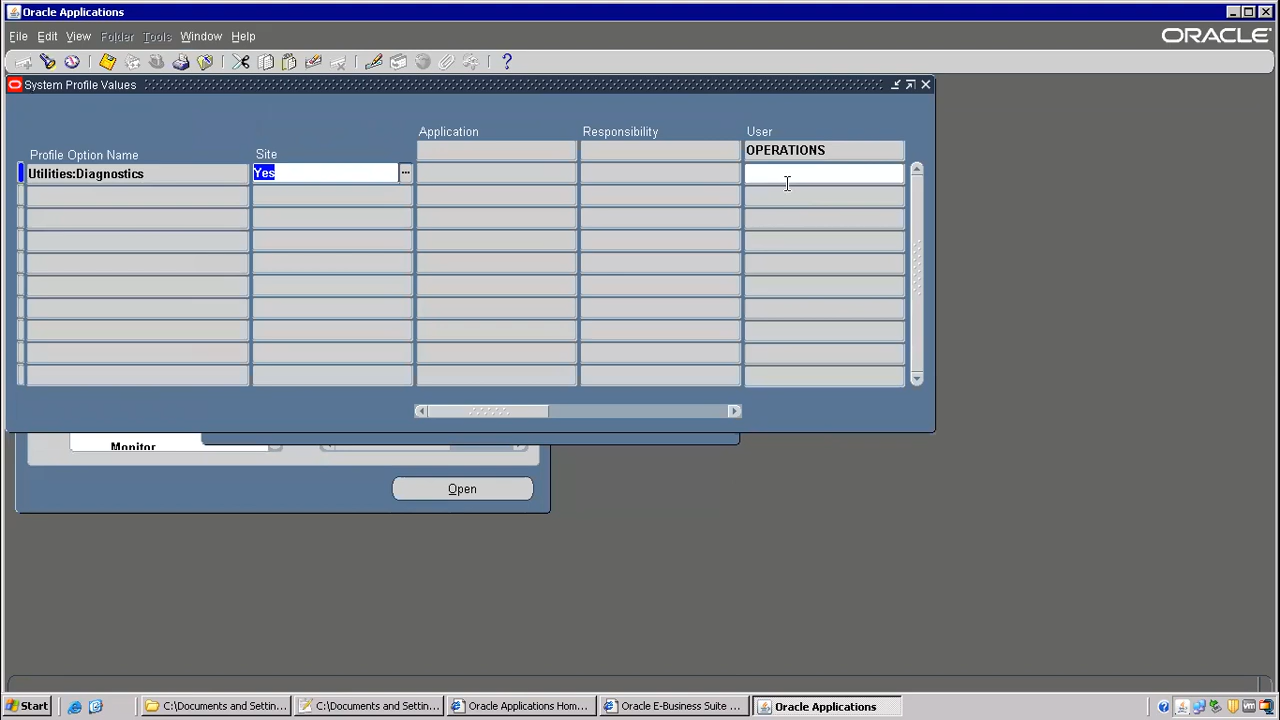 Oracle Applications
File Edit View Folder Tools Window Help
ORACLE
System Profile Values
Application Responsibility User
Profile Option Name Site OPERATIONS
Utilities:Diagnostics Yes
Monitor
Open
Start C:\Documents and Settin... C:\Documents and Settin... Oracle Application... Oracle E-Business Suite ... Oracle Applications